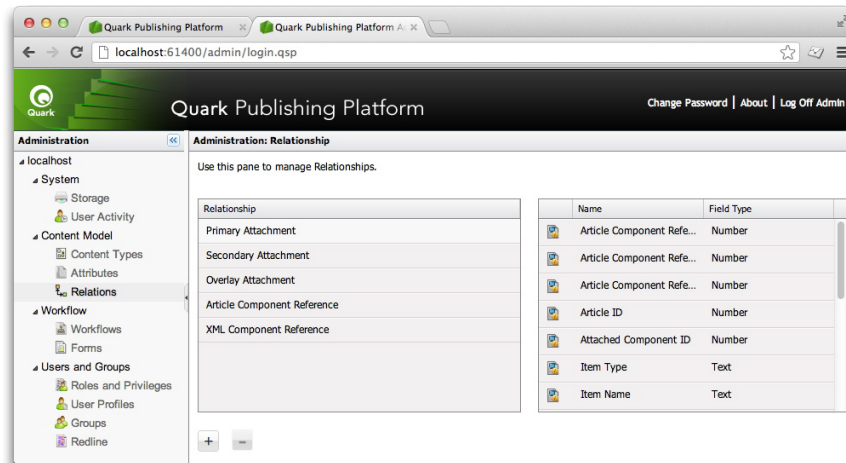 Quark Publishing Platform
Quark Publishing Platform A
localhost:61400/admin/login.qsp
Quark
Quark Publishing Platform
Change Password | About | Log Off Admin
Administration
Administration: Relationship
localhost
System
Storage
User Activity
Content Model
Content Types
Attributes
Relations
Workflow
Workflows
Forms
Users and Groups
Roles and Privileges
User Profiles
Groups
Redline
Use this pane to manage Relationships.
Relationship
Primary Attachment
Secondary Attachment
Overlay Attachment
Article Component Reference
XML Component Reference
Name Field Type
Article Component Refe... Number
Article Component Refe... Number
Article Component Refe... Number
Article ID Number
Attached Component ID Number
Item Type Text
Item Name Text